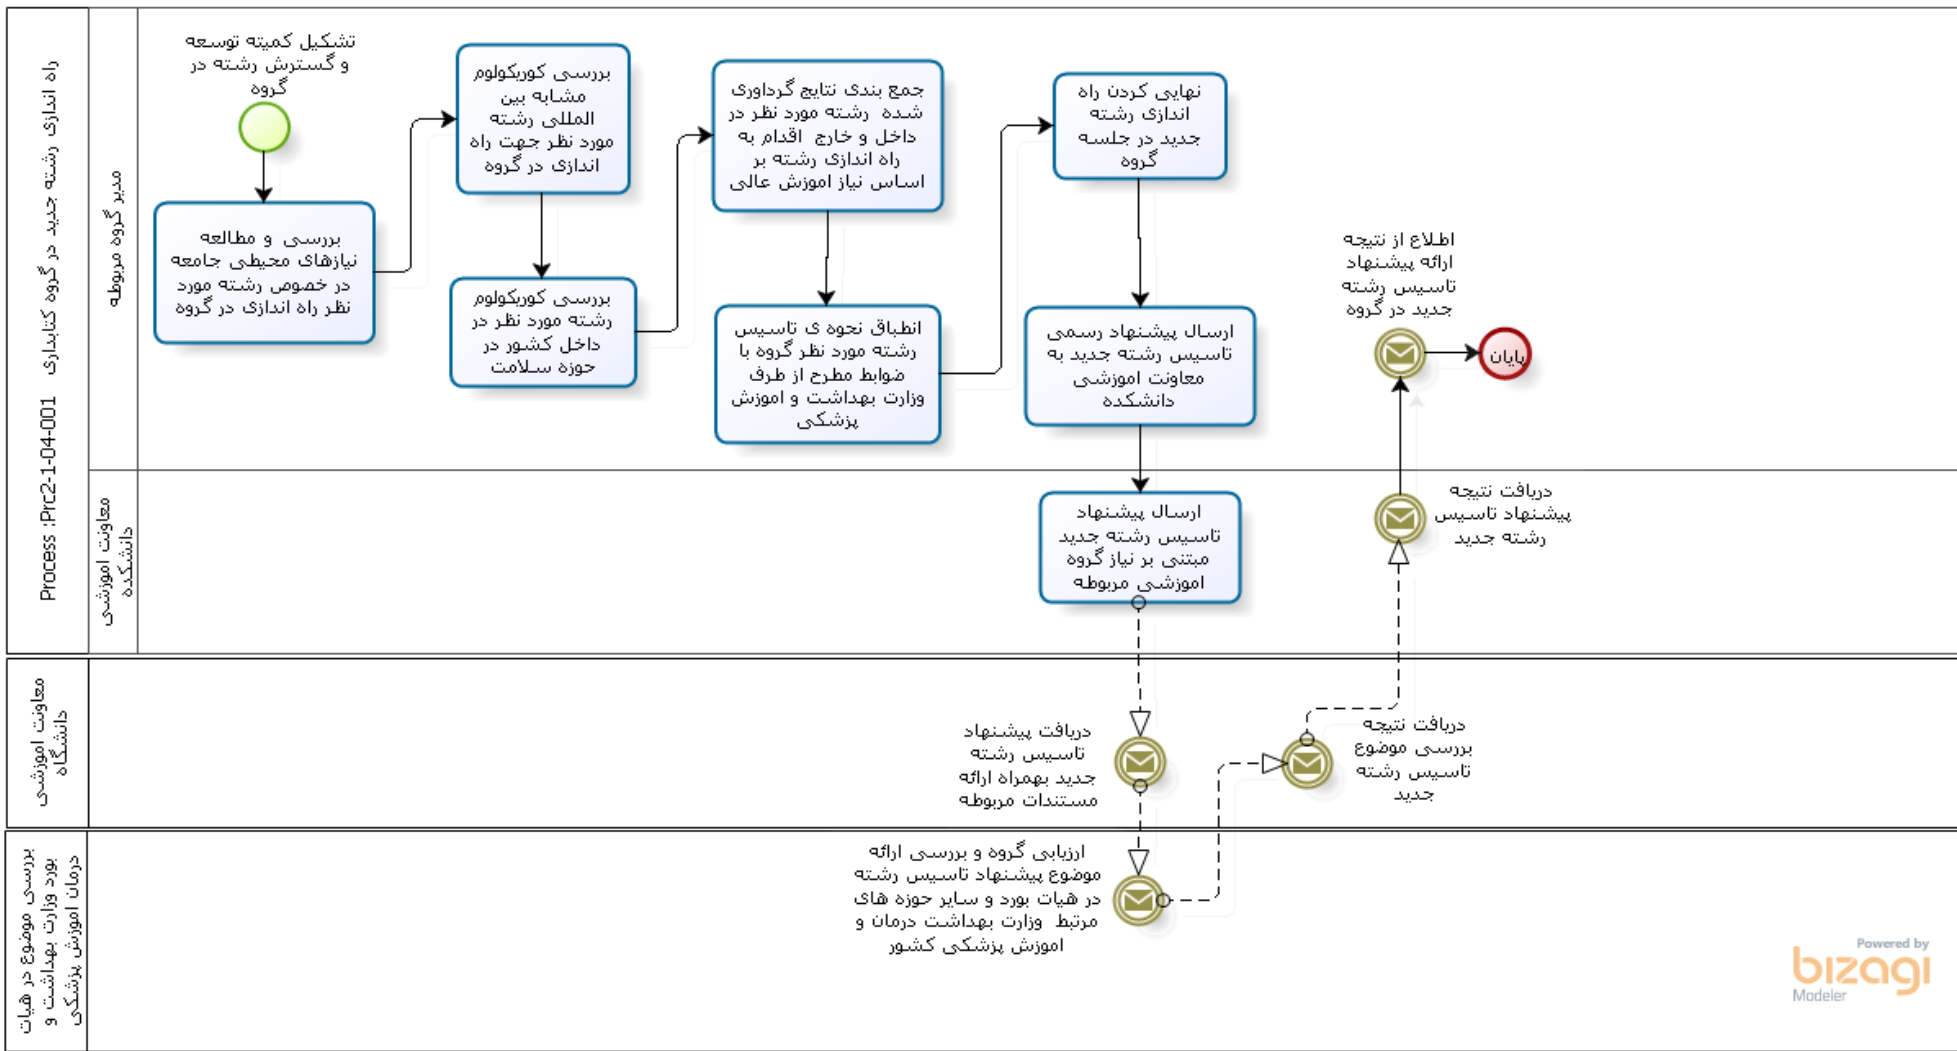 راه اندازی رشته جدید در گروه کتابداری Process :Prc2-1-04-001
مدیر گروه مربوطه
تشکیل کمیته توسعه
و گسترش رشته در
گروه
بررسی و مطالعه
نیازهای محیطی جامعه
در خصوص رشته مورد
نظر راه اندازی در گروه
بررسی کوریکولوم
مشابه بین
المللی رشته
مورد نظر جهت راه
اندازی در گروه
بررسی کوریکولوم
رشته مورد نظر در
داخل کشور در
حوزه سلامت
جمع بندی نتایج گرداوری
شده رشته مورد نظر در
داخل و خارج اقدام به
راه اندازی رشته بر
اساس نیاز اموزش عالی
انطباق نحوه ی تاسیس
رشته مورد نظر گروه با
ضوابط مطرح از طرف
وزارت بهداشت و اموزش
پزشکی
نهایی کردن راه
اندازی رشته
جدید در جلسه
گروه
ارسال پیشنهاد رسمی
تاسیس رشته جدید به
معاونت اموزشی
دانشکده
اطلاع از نتیجه
ارائه پیشنهاد
تاسیس رشته
جدید در گروه
پایان
معاونت اموزشی
دانشکده
ارسال پیشنهاد
تاسیس رشته جدید
مبتنی بر نیاز گروه
اموزشی مربوطه
دریافت نتیجه
پیشنهاد تاسیس
رشته جدید
معاونت اموزشی
دانشگاه
دریافت پیشنهاد
تاسیس رشته
جدید بهمراه ارائه
مستندات مربوطه
دریافت نتیجه
بررسی موضوع
تاسیس رشته
جدید
بررسی موضوع در هیات
بورد وزارت بهداشت و
درمان اموزش پزشکی
ارزیابی گروه و بررسی ارائه
موضوع پیشنهاد تاسیس رشته
در هیات بورد و سایر حوزه های
مرتبط وزارت بهداشت درمان و
اموزش پزشکی کشور
Powered by
bizagi
Modeler